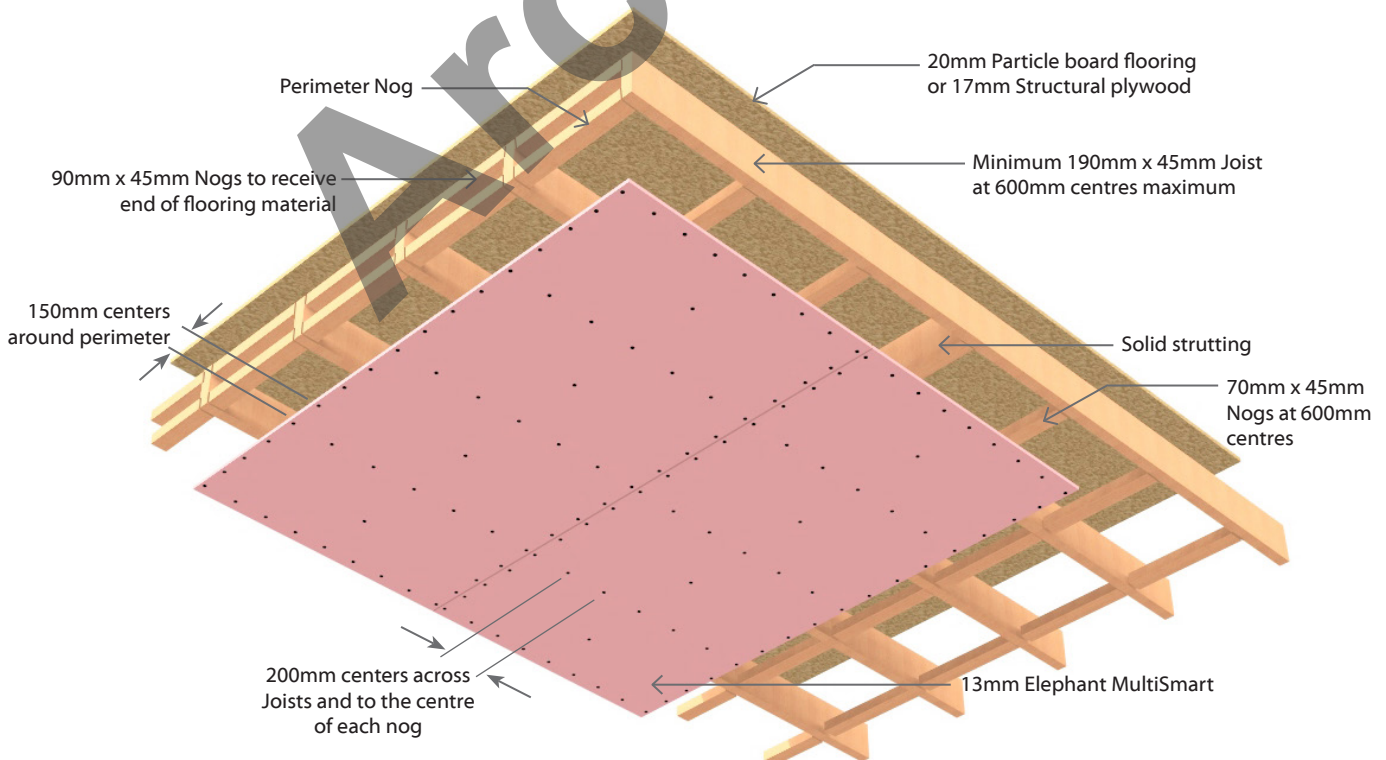 20mm Particle board flooring
or 17mm Structural plywood
Perimeter Nog
Minimum 190mm x 45mm Joist
at 600mm centres maximum
90mm x 45mm Nogs to receive
end of flooring material
150mm centers
around perimeter
Solid strutting
70mm x 45mm
Nogs at 600mm
centres
200mm centers across
Joists and to the centre
of each nog
13mm Elephant MultiSmart